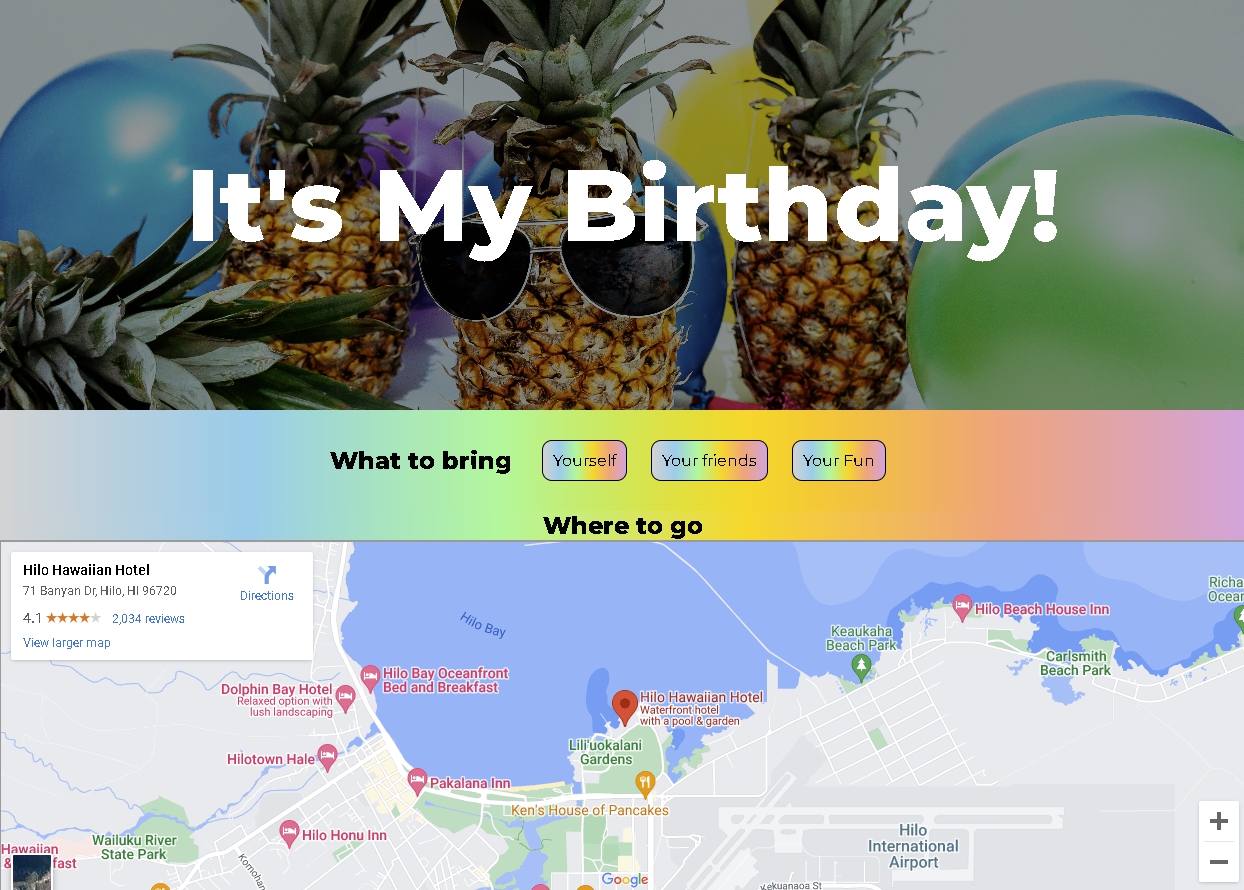 It's My Birthday!
What to bring
Yourself
Your friends
Your Fun
Where to go
Hilo Hawaiian Hotel
71 Banyan Dr, Hilo, HI 96720
Directions
4.1
2,034 reviews
View larger map
Hilo Bay
Richa
Ocean
Hilo Beach House Inn
Keaukaha
Beach Park
Carlsmith
Beach Park
Hilo Bay Oceanfront
Bed and Breakfast
Dolphin Bay Hotel
Relaxed option with
lush landscaping
Hilo Hawaiian Hotel
Waterfront hotel
with a pool & garden
Lili'uokalani
Gardens
Hilotown Hale
Pakalana Inn
Ken's House of Pancakes
Wailuku River
State Park
Hilo Honu Inn
Hilo
International
Airport
Hawaiian
&
fast
Komohan
Google
Kekuanaoa St